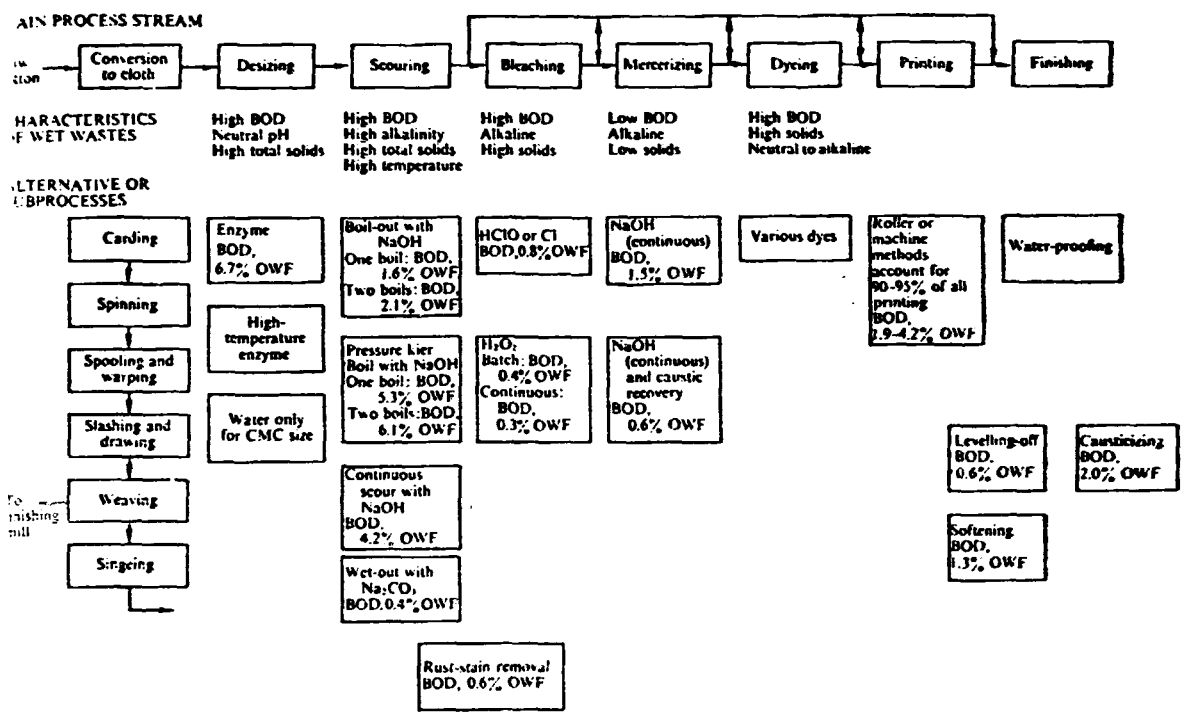 AIN PROCESS STREAM
Conversion
to cloth
Desizing
Scouring
Bleaching
Mercerizing
Dyeing
Printing
Finishing
HARACTERISTICS
F WET WASTES
High BOD
Neutral pH
High total solids
High BOD
High alkalinity
High total solids
High temperature
High BOD
Alkaline
High solids
Low BOD
Alkaline
Low solids
High BOD
High solids
Neutral to alkaline
LTERNATIVE OR
UBPROCESSES
Carding
Spinning
Spooling and
warping
Slashing and
drawing
Weaving
Singeing
To
nishing
mill
Enzyme
BOD,
6.7% OWF
High-
temperature
enzyme
Water only
for CMC size
Boil-out with
NaOH
One boil: BOD,
1.6% OWF
Two boils: BOD,
2.1% OWF
Pressure kier
Boil with NaOH
One boil: BOD,
5.3% OWF
Two boils: BOD,
6.1% OWF
Continuous
scour with
NaOH
BOD,
4.2% OWF
Wet-out with
Na₂CO₃
BOD, 0.4% OWF
Rust-stain removal
BOD, 0.6% OWF
HClO or Cl
BOD, 0.8% OWF
H₂O₂
Batch: BOD,
0.4% OWF
Continuous:
BOD,
0.3% OWF
NaOH
(continuous)
BOD,
1.5% OWF
NaOH
(continuous)
and caustic
recovery
BOD,
0.6% OWF
Various dyes
Roller or
machine
methods
account for
90-95% of all
printing
BOD,
2.9-4.2% OWF
Water-proofing
Levelling-off
BOD,
0.6% OWF
Causticizing
BOD,
2.0% OWF
Softening
BOD,
1.3% OWF